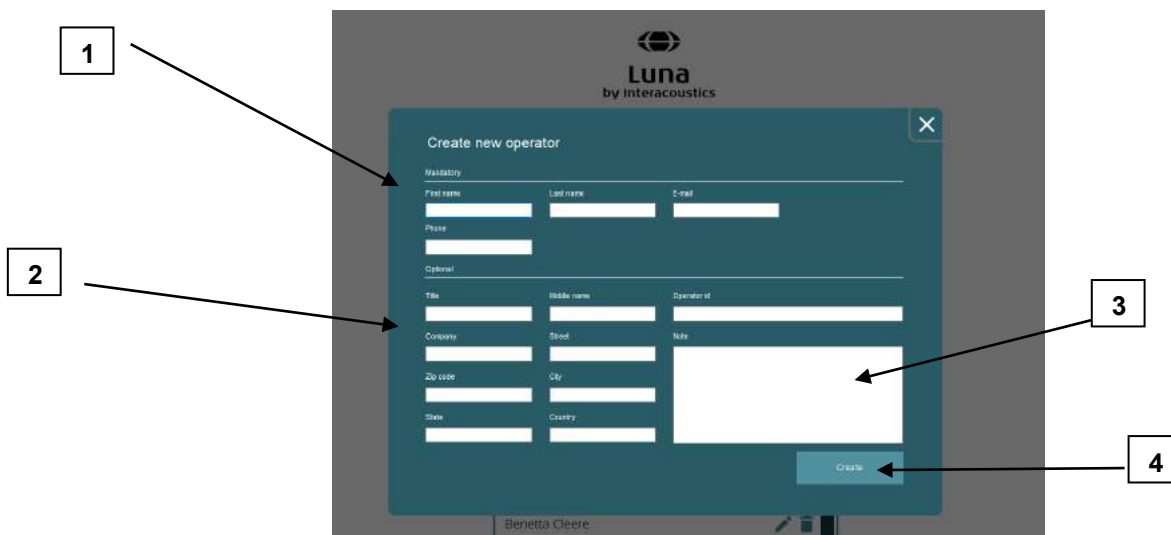 1
Luna
by Interacoustics
Create new operator
Mandatory
First name Last name E-mail
Phone
2
Optional
Title Middle name Operator id
3
Company Street Note
Zip code City
State Country
Create
4
Benetta Cleere